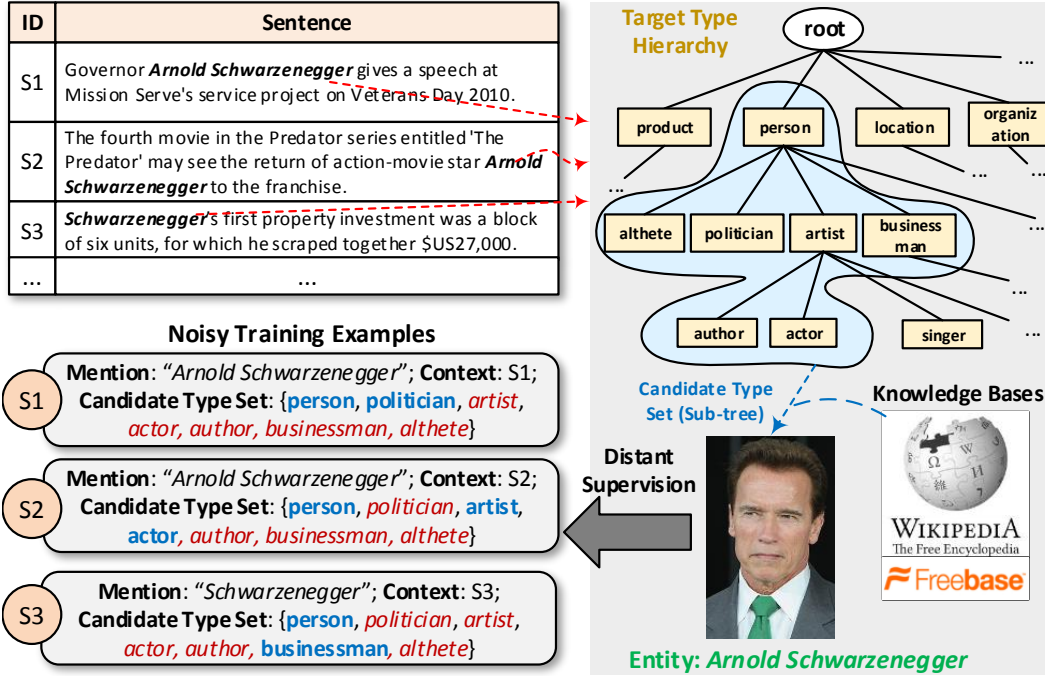 ID Sentence
S1
Governor Arnold Schwarzenegger gives a speech at
Mission Serve's service project on Veterans Day 2010.
S2
The fourth movie in the Predator series entitled 'The
Predator' may see the return of action-movie star Arnold
Schwarzenegger to the franchise.
S3
Schwarzenegger's first property investment was a block
of six units, for which he scraped together $US27,000.
... ...
Target Type
Hierarchy
root
...
product
person
location
organiz
ation
...
...
...
althete
politician
artist
business
man
...
...
author
actor
singer
...
Candidate Type
Set (Sub-tree)
Knowledge Bases
Noisy Training Examples
S1
Mention: “Arnold Schwarzenegger”; Context: S1;
Candidate Type Set: {person, politician, artist,
actor, author, businessman, althete}
S2
Mention: “Arnold Schwarzenegger”; Context: S2;
Candidate Type Set: {person, politician, artist,
actor, author, businessman, althete}
S3
Mention: “Schwarzenegger”; Context: S3;
Candidate Type Set: {person, politician, artist,
actor, author, businessman, althete}
Distant
Supervision
Ω W
WIKIPEDIA
The Free Encyclopedia
Freebase
Entity: Arnold Schwarzenegger